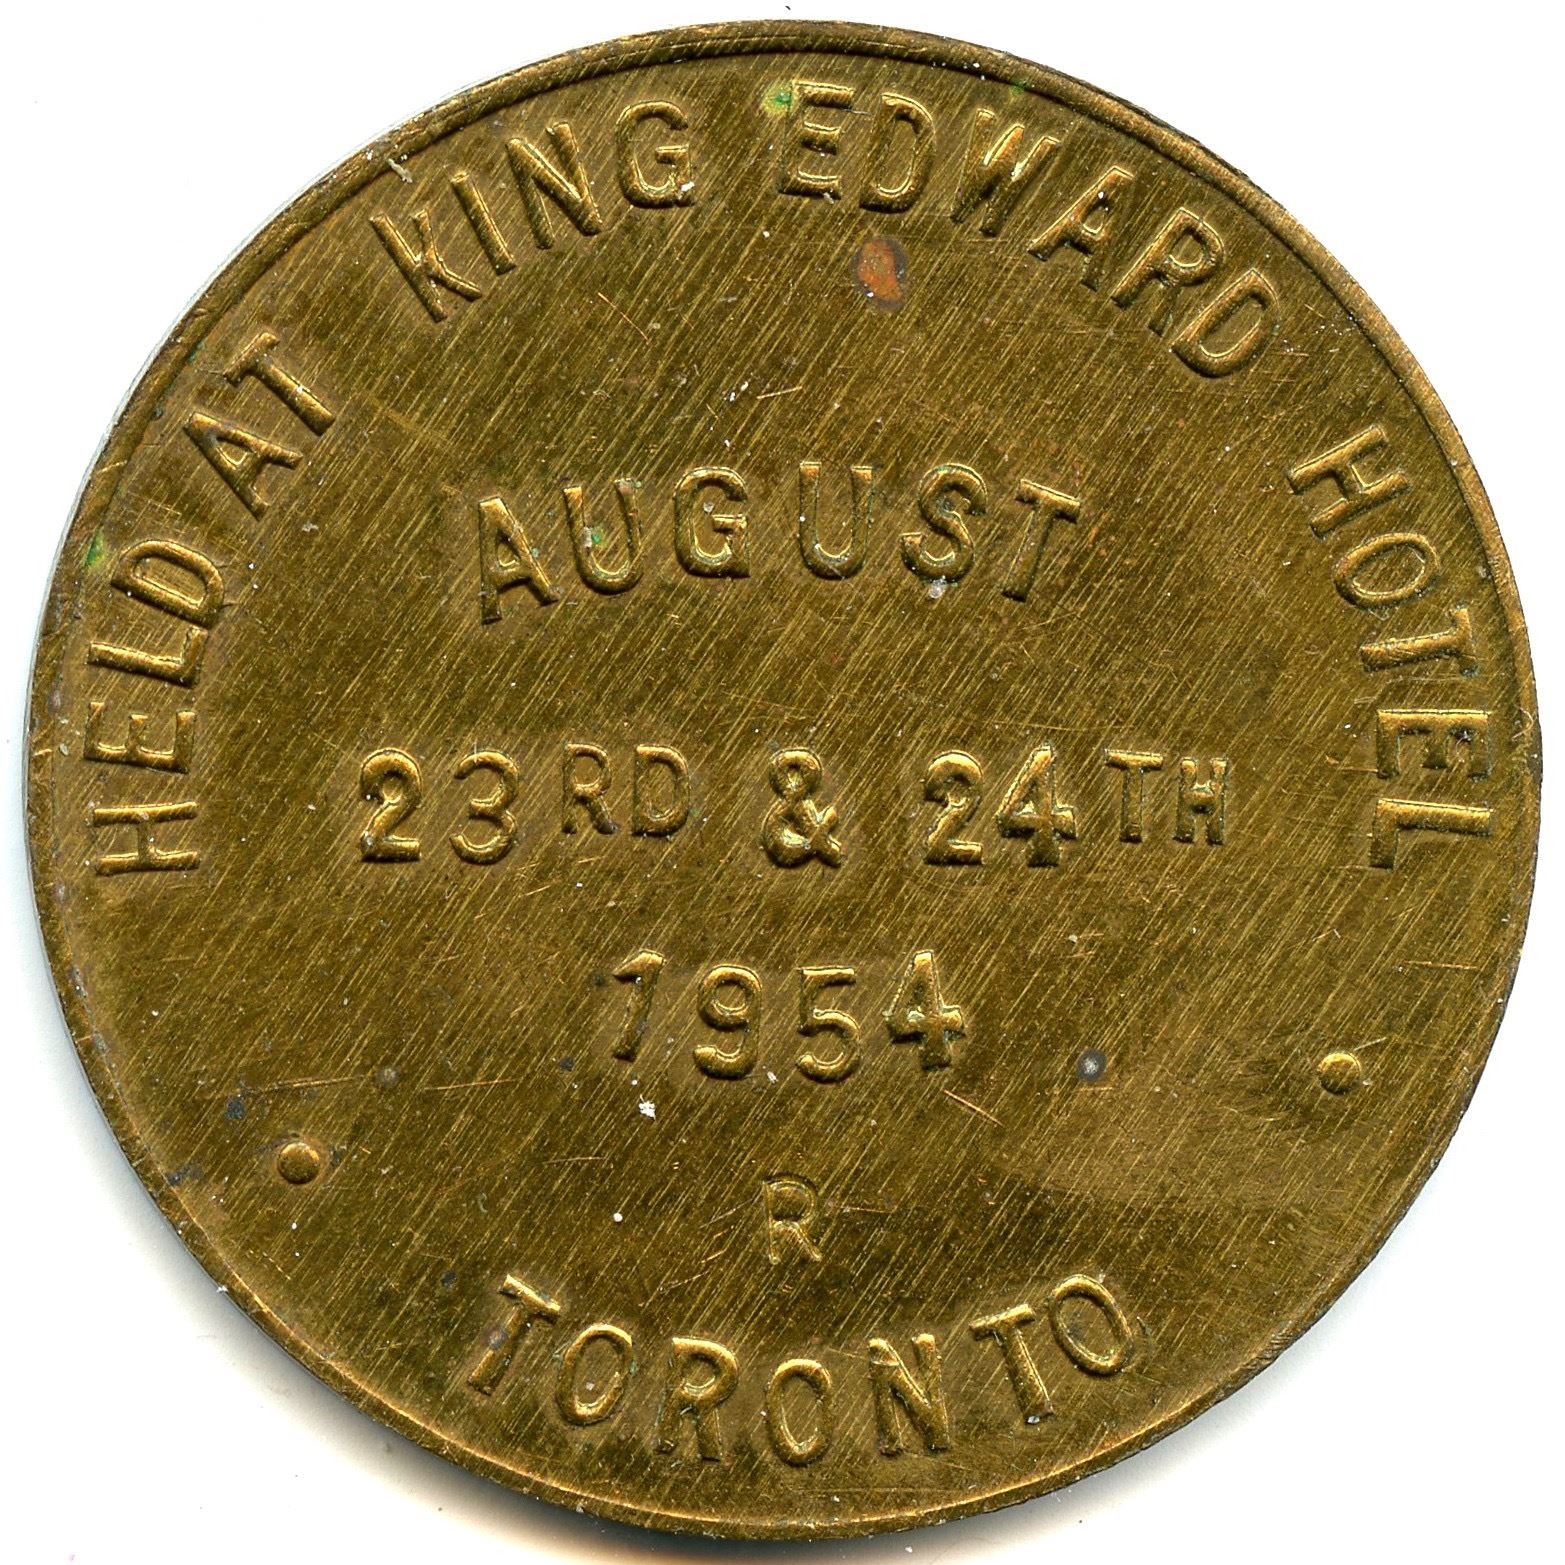 HELD AT KING EDWARD HOTEL
AUGUST
23RD & 24TH
1954
R
TORONTO